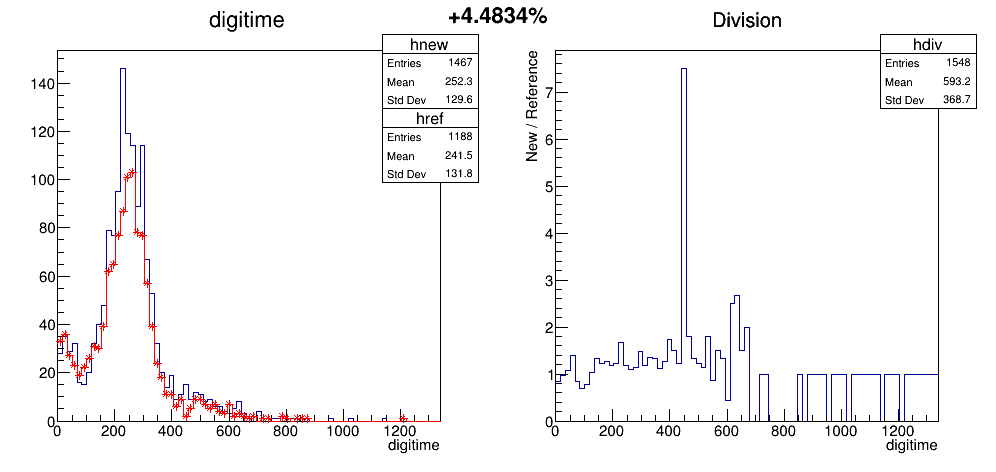 +4.4834%
digitime
hnew
Entries 1467
Mean 252.3
Std Dev 129.6
href
Entries 1188
Mean 241.5
Std Dev 131.8
140
120
100
80
60
40
20
0
0 200 400 600 800 1000 1200
digitime
Division
hdiv
Entries 1548
Mean 593.2
Std Dev 368.7
New / Reference
7
6
5
4
3
2
1
0
0 200 400 600 800 1000 1200
digitime